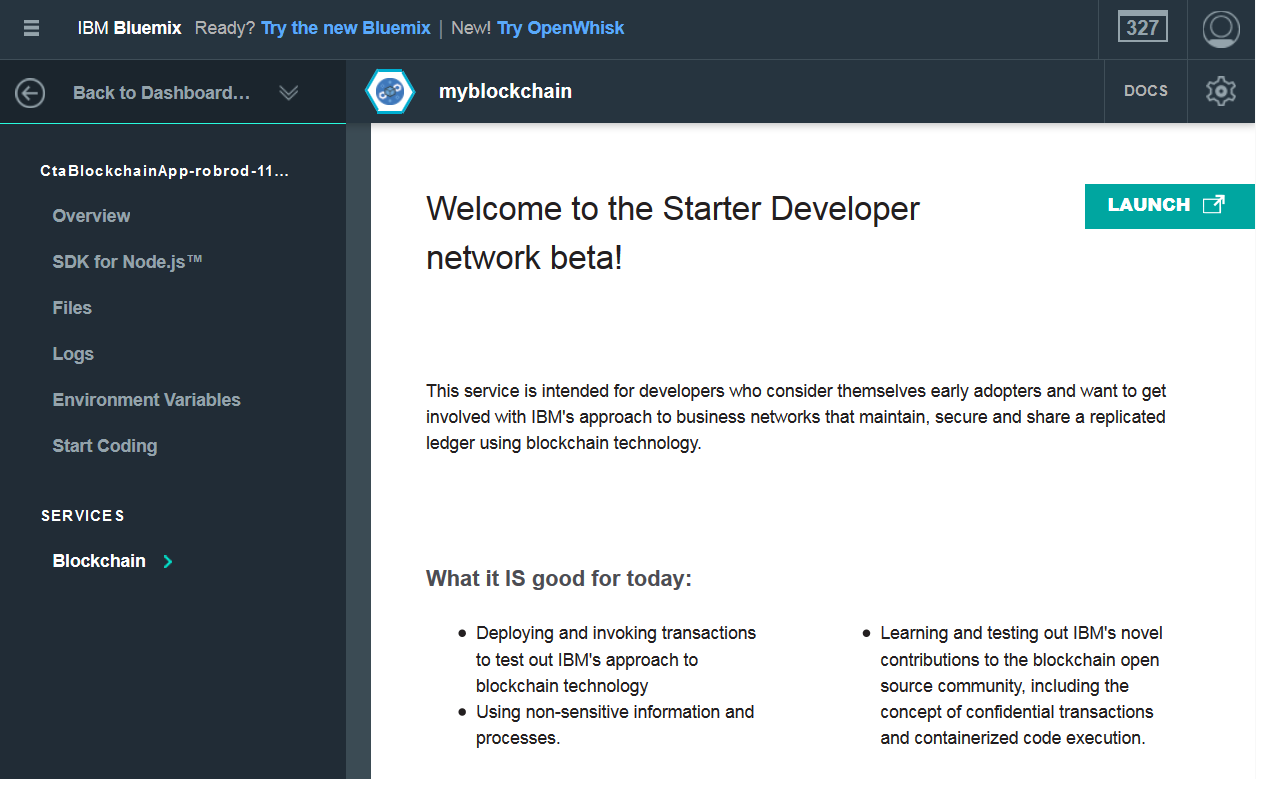 IBM Bluemix Ready? Try the new Bluemix | New! Try OpenWhisk
327
Back to Dashboard...
myblockchain
DOCS
CtaBlockchainApp-robrod-11...
Overview
SDK for Node.js™
Files
Logs
Environment Variables
Start Coding
SERVICES
Blockchain
Welcome to the Starter Developer
network beta!
LAUNCH
This service is intended for developers who consider themselves early adopters and want to get
involved with IBM's approach to business networks that maintain, secure and share a replicated
ledger using blockchain technology.
What it IS good for today:
• Deploying and invoking transactions
to test out IBM's approach to
blockchain technology
• Using non-sensitive information and
processes.
• Learning and testing out IBM's novel
contributions to the blockchain open
source community, including the
concept of confidential transactions
and containerized code execution.